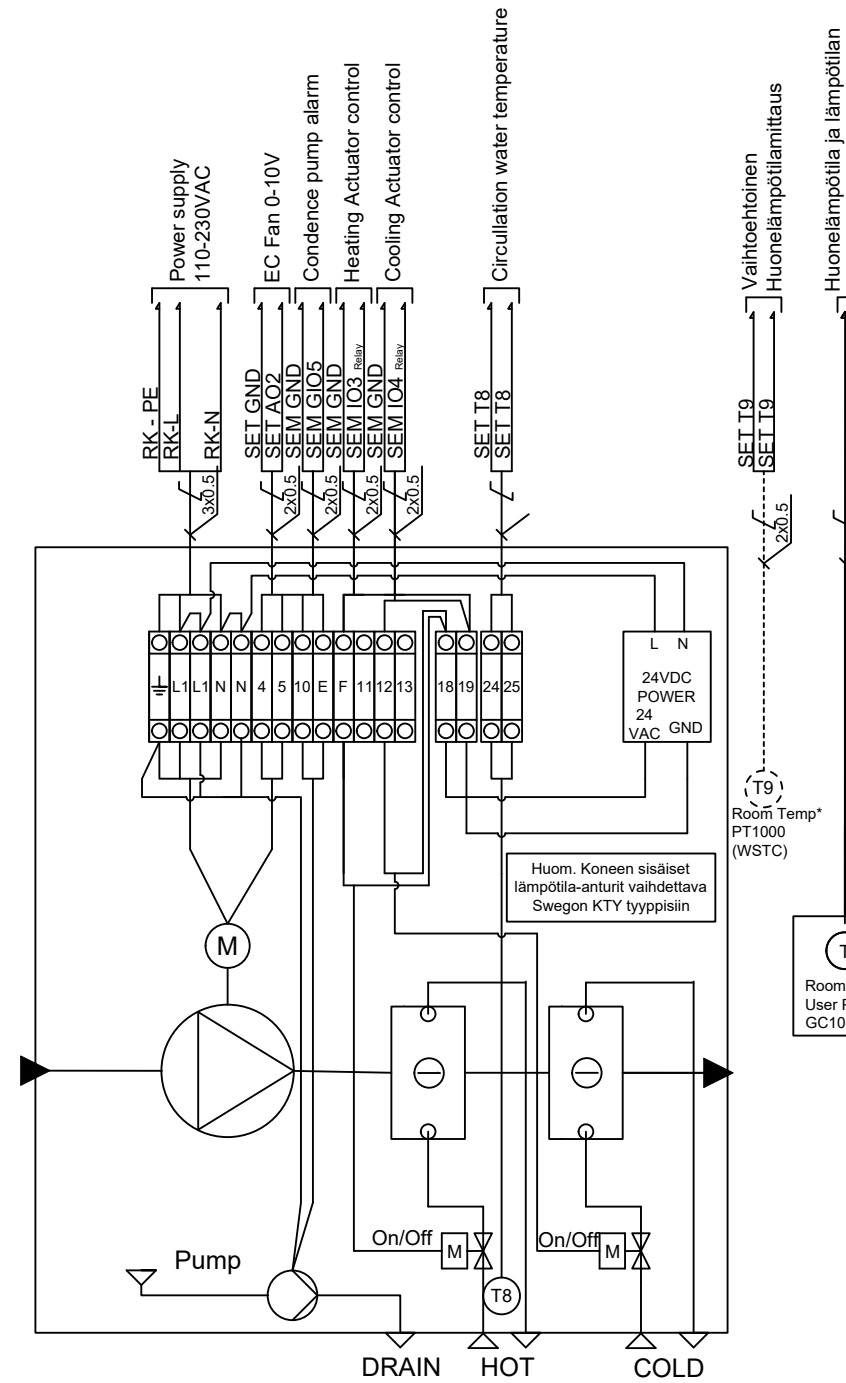 Power supply
110-230VAC
EC Fan 0-10V
Condence pump alarm
Heating Actuator control
Cooling Actuator control
Circullation water temperature
Vaihtoehtoinen
Huonelämpötilamittaus
Huonelämpötila ja lämpötilan
RK - PE
RK-L
RK-N
SET GND
SET AO2
SEM GND
SEM GIO5
SEM GND
SEM IO3 Relay
SEM GND
SEM IO4 Relay
SET T8
SET T8
SET T9
SET T9
3x0.5
2x0.5
2x0.5
2x0.5
2x0.5
2x0.5
L1 L1 N N 4 5 10 E F 11 12 13 18 19 24 25
L N
24VDC
POWER
24
VAC GND
T9
Room Temp*
PT1000
(WSTC)
Huom. Koneen sisäiset
lämpötila-anturit vaihdettava
Swegon KTY tyyppisiin
M
T
Room
User P
GC10
On/Off
M
On/Off
M
Pump
T8
DRAIN
HOT
COLD